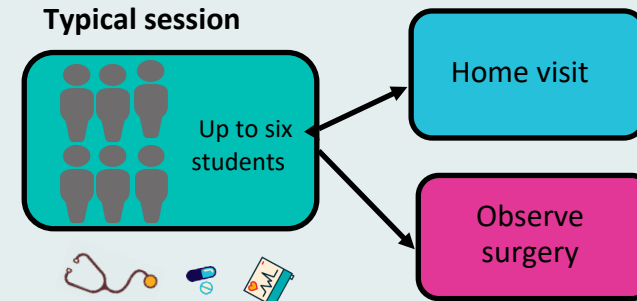 Typical session
Up to six
students
Home visit
Observe
surgery